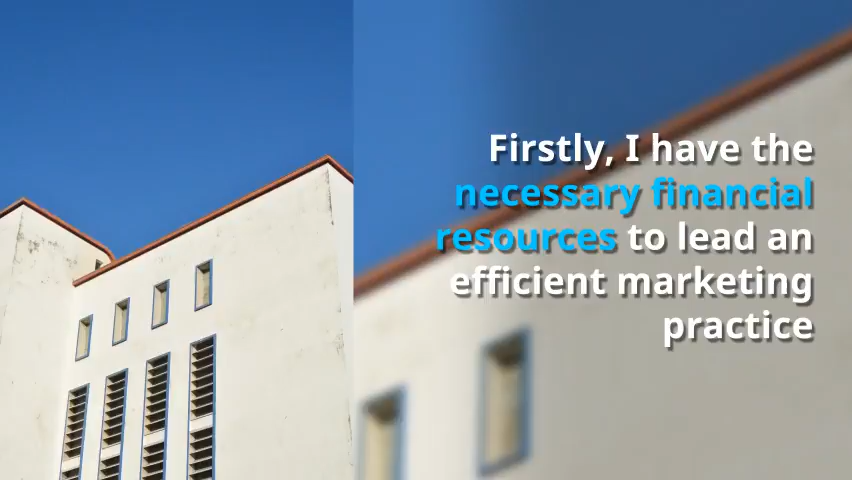 Firstly, I have the
necessary financial
resources to lead an
efficient marketing
practice